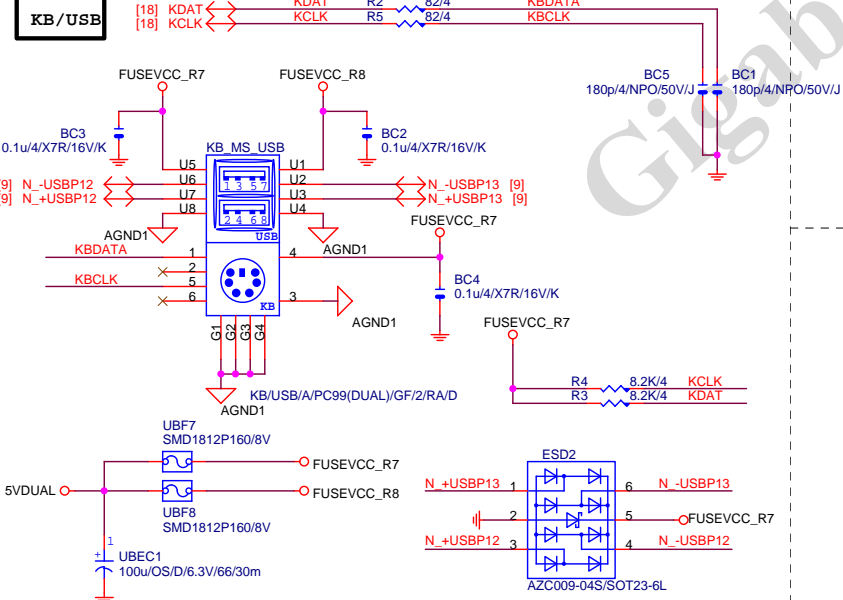 KB/USB
[18] KDAT KDAT R2 82/4 KBDATA
[18] KCLK KCLK R5 82/4 KBCLK
BC5
180p/4/NPO/50V/J
BC1
180p/4/NPO/50V/J
Gigab
FUSEVCC_R7
FUSEVCC_R8
BC3
0.1u/4/X7R/16V/K
BC2
0.1u/4/X7R/16V/K
KB_MS_USB
U5 U1
[9] N_-USBP12 U6 U2 N_-USBP13 [9]
[9] N_+USBP12 U7 U3 N_+USBP13 [9]
U8 U4
1 3 5 7
2 4 6 8
USB
AGND1
AGND1
FUSEVCC_R7
KBDATA 1 4
2
KBCLK 5
6 3
KB
AGND1
BC4
0.1u/4/X7R/16V/K
G1 G2 G3 G4
AGND1
KB/USB/A/PC99(DUAL)/GF/2/RA/D
FUSEVCC_R7
R4 8.2K/4 KCLK
R3 8.2K/4 KDAT
UBF7
SMD1812P160/8V
FUSEVCC_R7
5VDUAL
FUSEVCC_R8
UBF8
SMD1812P160/8V
1
+
UBEC1
100u/OS/D/6.3V/66/30m
ESD2
N_+USBP13 1 6 N_-USBP13
2 5 FUSEVCC_R7
N_+USBP12 3 4 N_-USBP12
AZC009-04S/SOT23-6L